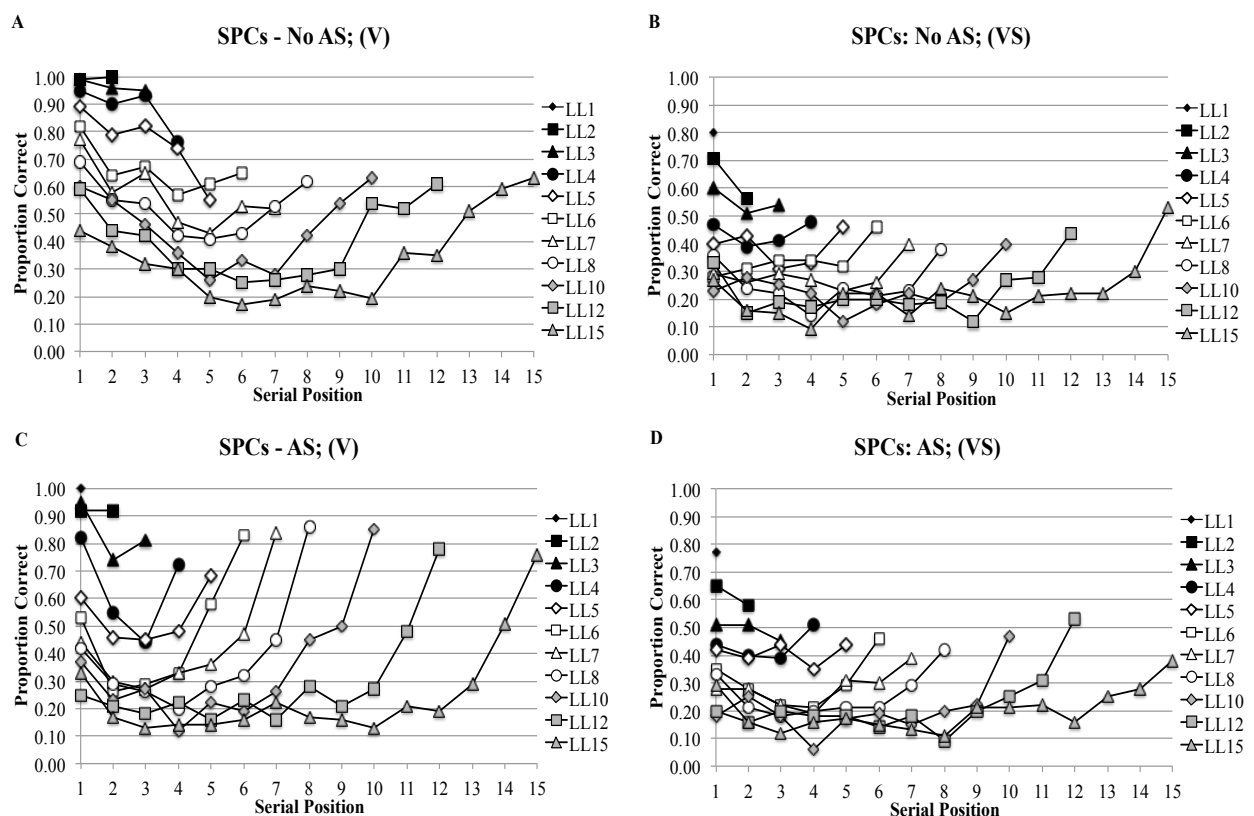 A
SPCs - No AS; (V)
Proportion Correct
1.00
0.90
0.80
0.70
0.60
0.50
0.40
0.30
0.20
0.10
0.00
1 2 3 4 5 6 7 8 9 10 11 12 13 14 15
Serial Position
LL1
LL2
LL3
LL4
LL5
LL6
LL7
LL8
LL10
LL12
LL15
B
SPCs: No AS; (VS)
Proportion Correct
1.00
0.90
0.80
0.70
0.60
0.50
0.40
0.30
0.20
0.10
0.00
1 2 3 4 5 6 7 8 9 10 11 12 13 14 15
Serial Position
LL1
LL2
LL3
LL4
LL5
LL6
LL7
LL8
LL10
LL12
LL15
C
SPCs - AS; (V)
Proportion Correct
1.00
0.90
0.80
0.70
0.60
0.50
0.40
0.30
0.20
0.10
0.00
1 2 3 4 5 6 7 8 9 10 11 12 13 14 15
Serial Position
LL1
LL2
LL3
LL4
LL5
LL6
LL7
LL8
LL10
LL12
LL15
D
SPCs: AS; (VS)
Proportion Correct
1.00
0.90
0.80
0.70
0.60
0.50
0.40
0.30
0.20
0.10
0.00
1 2 3 4 5 6 7 8 9 10 11 12 13 14 15
Serial Position
LL1
LL2
LL3
LL4
LL5
LL6
LL7
LL8
LL10
LL12
LL15